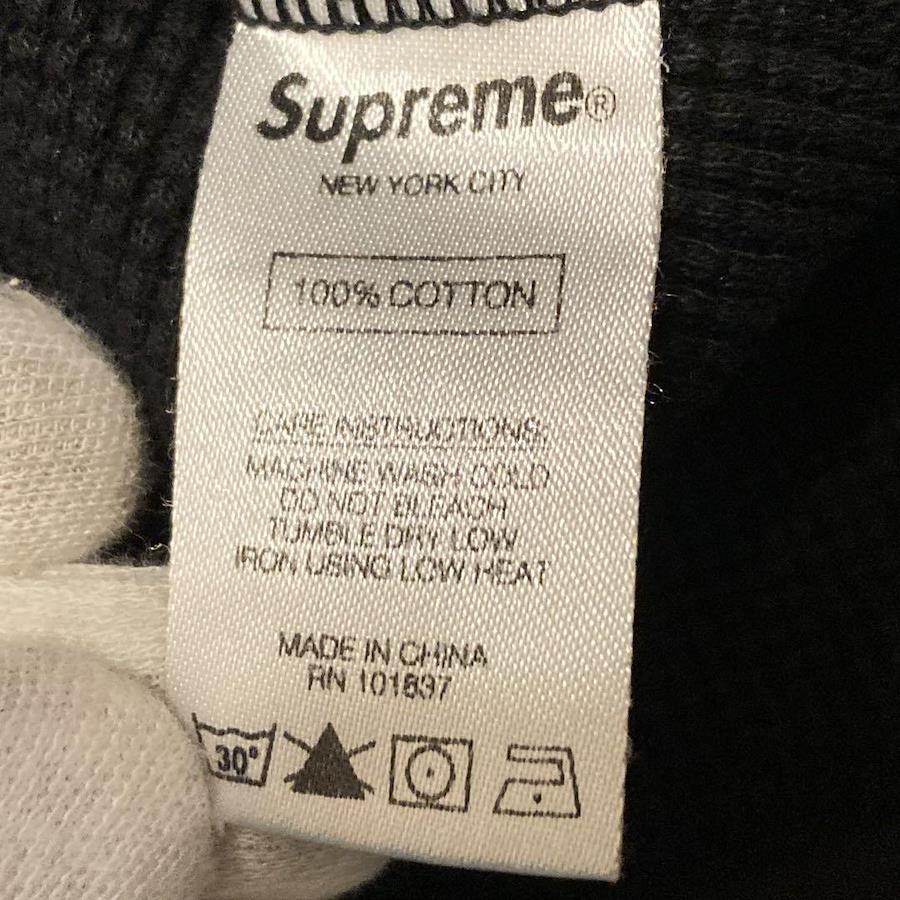 Supreme®
NEW YORK CITY
100% COTTON
CARE INSTRUCTIONS:
MACHINE WASH COLD
DO NOT BLEACH
TUMBLE DRY LOW
IRON USING LOW HEAT
MADE IN CHINA
RN 101837
30°